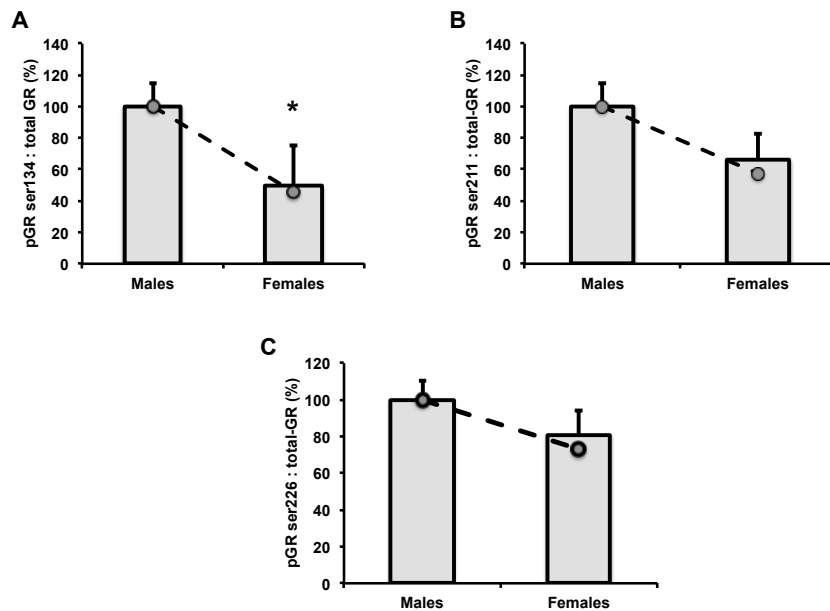 A
pGR ser134 : total GR (%)
140
120
100
80
60
40
20
0
*
Males
Females
B
pGR ser211 : total-GR (%)
140
120
100
80
60
40
20
0
Males
Females
C
pGR ser226 : total-GR (%)
120
100
80
60
40
20
0
Males
Females